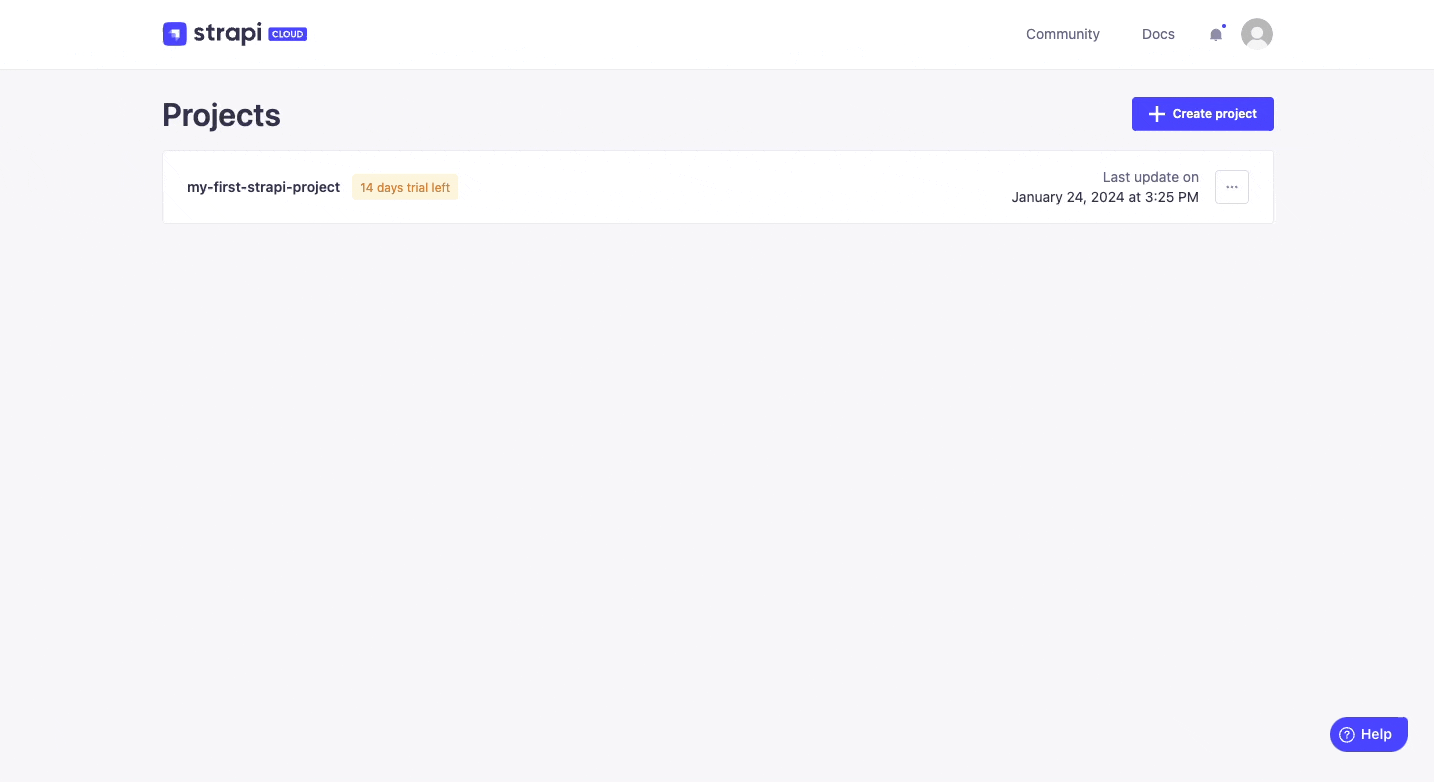 strapi CLOUD
Community Docs
Projects
Create project
my-first-strapi-project 14 days trial left
Last update on
January 24, 2024 at 3:25 PM
Help